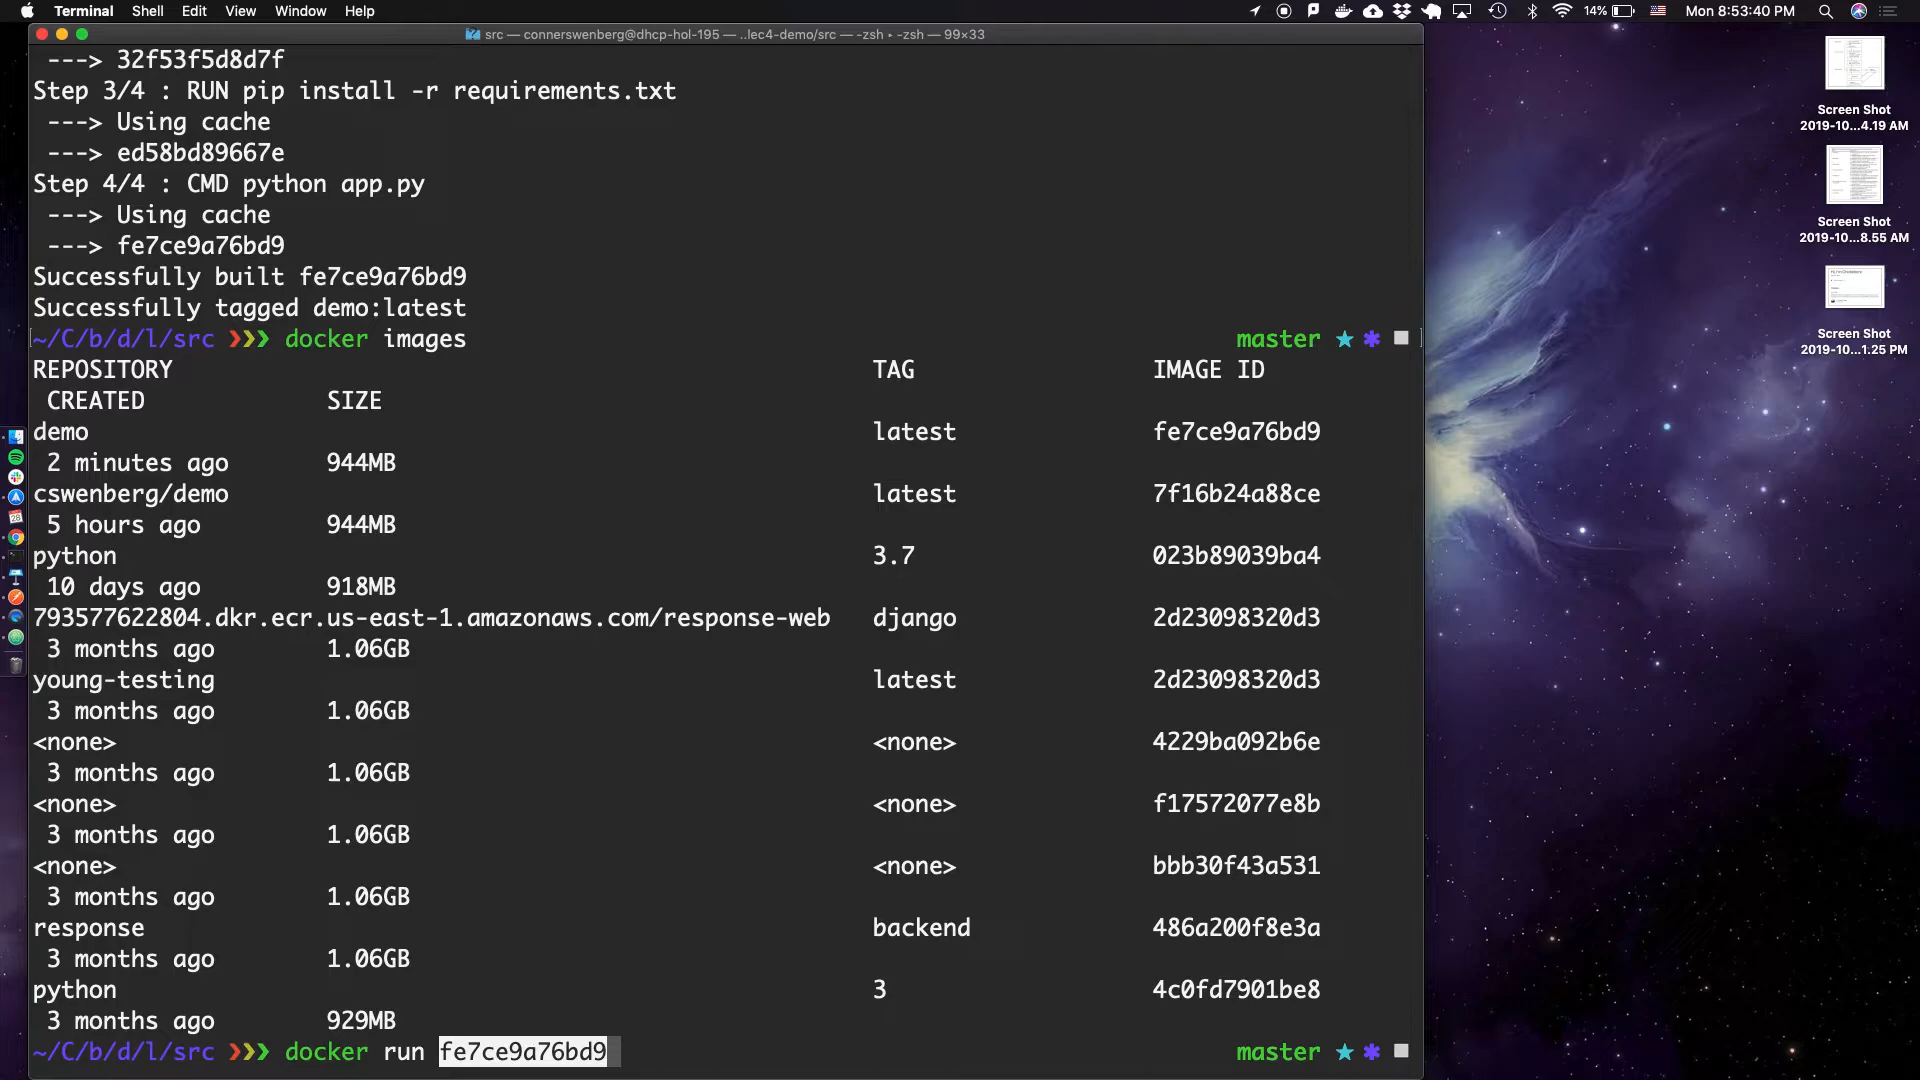 Terminal Shell Edit View Window Help 14% Mon 8:53:40 PM
src — connerswenberg@dhcp-hol-195 — ..lec4-demo/src — -zsh ▸ -zsh — 99×33
---> 32f53f5d8d7f
Step 3/4 : RUN pip install -r requirements.txt
---> Using cache
---> ed58bd89667e
Step 4/4 : CMD python app.py
---> Using cache
---> fe7ce9a76bd9
Successfully built fe7ce9a76bd9
Successfully tagged demo:latest
~/C/b/d/l/src ❯❯❯ docker images master ★ ✱ ■
REPOSITORY TAG IMAGE ID
CREATED SIZE
demo latest fe7ce9a76bd9
2 minutes ago 944MB
cswenberg/demo latest 7f16b24a88ce
5 hours ago 944MB
python 3.7 023b89039ba4
10 days ago 918MB
793577622804.dkr.ecr.us-east-1.amazonaws.com/response-web django 2d23098320d3
3 months ago 1.06GB
young-testing latest 2d23098320d3
3 months ago 1.06GB
<none> <none> 4229ba092b6e
3 months ago 1.06GB
<none> <none> f17572077e8b
3 months ago 1.06GB
<none> <none> bbb30f43a531
3 months ago 1.06GB
response backend 486a200f8e3a
3 months ago 1.06GB
python 3 4c0fd7901be8
3 months ago 929MB
~/C/b/d/l/src ❯❯❯ docker run fe7ce9a76bd9 master ★ ✱ ■
Screen Shot
2019-10...4.19 AM
Screen Shot
2019-10...8.55 AM
Screen Shot
2019-10...1.25 PM